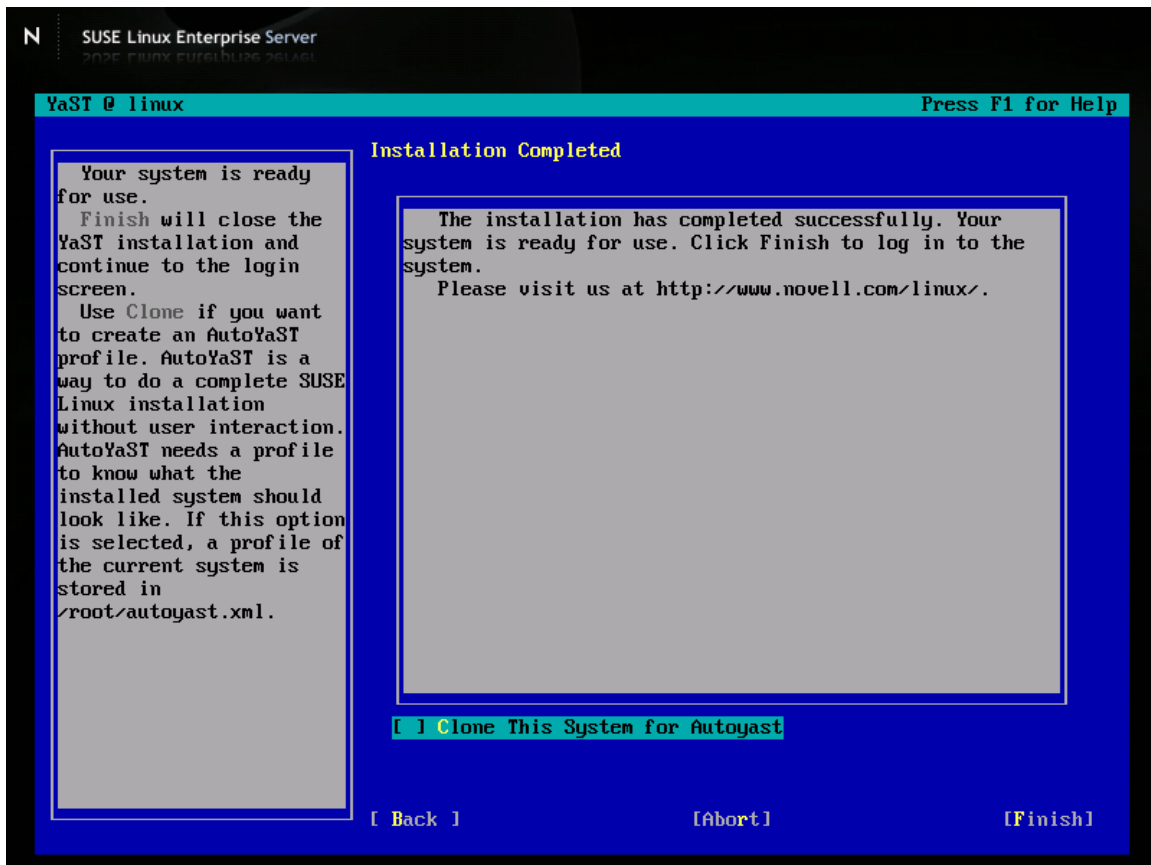 N SUSE Linux Enterprise Server
YaST @ linux Press F1 for Help
Your system is ready
for use.
Finish will close the
YaST installation and
continue to the login
screen.
Use Clone if you want
to create an AutoYaST
profile. AutoYaST is a
way to do a complete SUSE
Linux installation
without user interaction.
AutoYaST needs a profile
to know what the
installed system should
look like. If this option
is selected, a profile of
the current system is
stored in
/root/autoyast.xml.
Installation Completed
The installation has completed successfully. Your
system is ready for use. Click Finish to log in to the
system.
Please visit us at http://www.novell.com/linux/.
[ ] Clone This System for Autoyast
[ Back ] [Abort] [Finish]